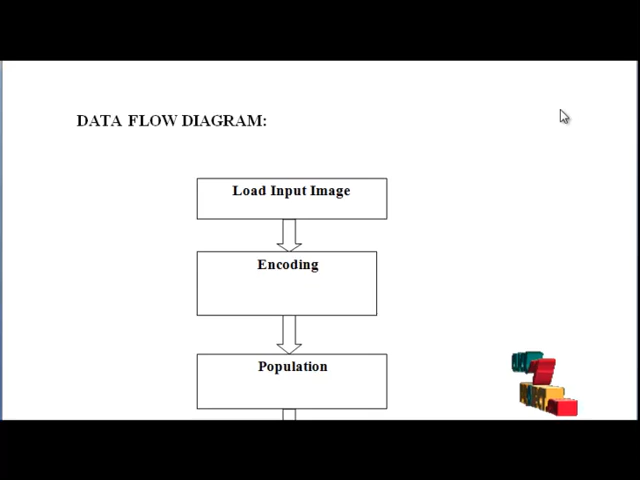 DATA FLOW DIAGRAM:
Load Input Image
Encoding
Population